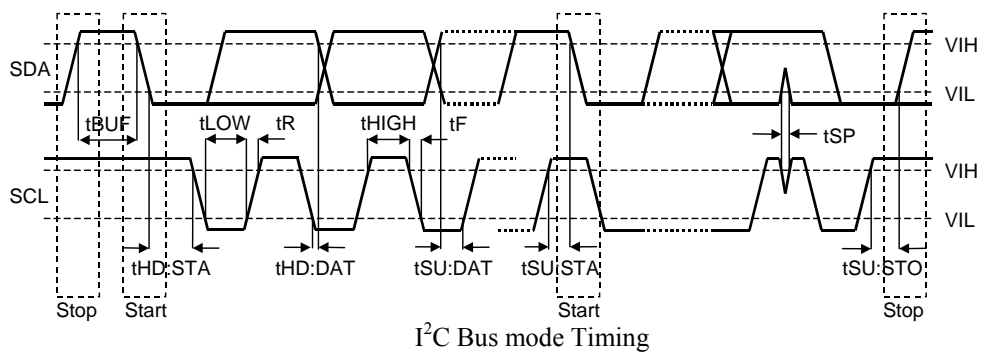 VIH
SDA
VIL
tBUF
tLOW
tR
tHIGH
tF
tSP
VIH
SCL
VIL
tHD:STA
tHD:DAT
tSU:DAT
tSU:STA
tSU:STO
Stop
Start
Start
Stop
I²C Bus mode Timing